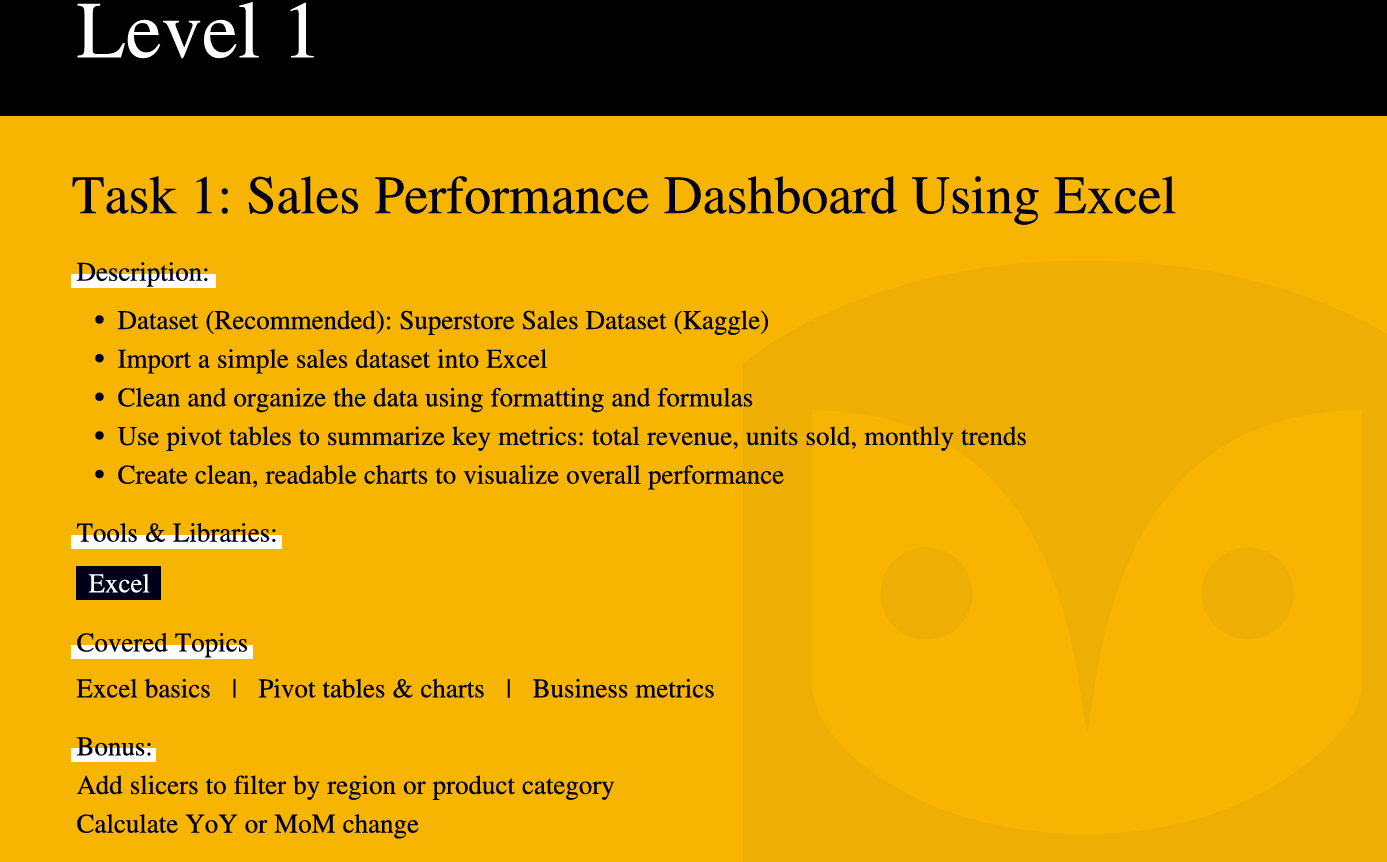 Level 1
Task 1: Sales Performance Dashboard Using Excel
Description:
• Dataset (Recommended): Superstore Sales Dataset (Kaggle)
• Import a simple sales dataset into Excel
• Clean and organize the data using formatting and formulas
• Use pivot tables to summarize key metrics: total revenue, units sold, monthly trends
• Create clean, readable charts to visualize overall performance
Tools & Libraries:
Excel
Covered Topics
Excel basics | Pivot tables & charts | Business metrics
Bonus:
Add slicers to filter by region or product category
Calculate YoY or MoM change